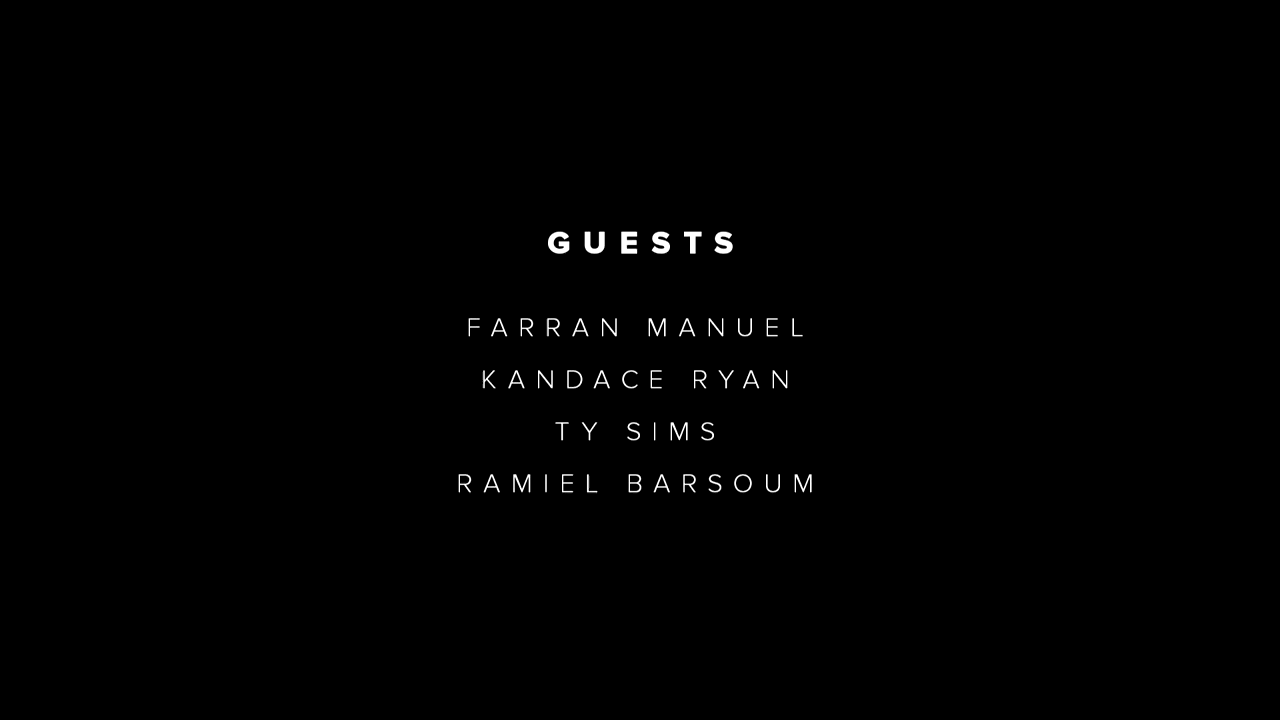 GUESTS
FARRAN MANUEL
KANDACE RYAN
TY SIMS
RAMIEL BARSOUM